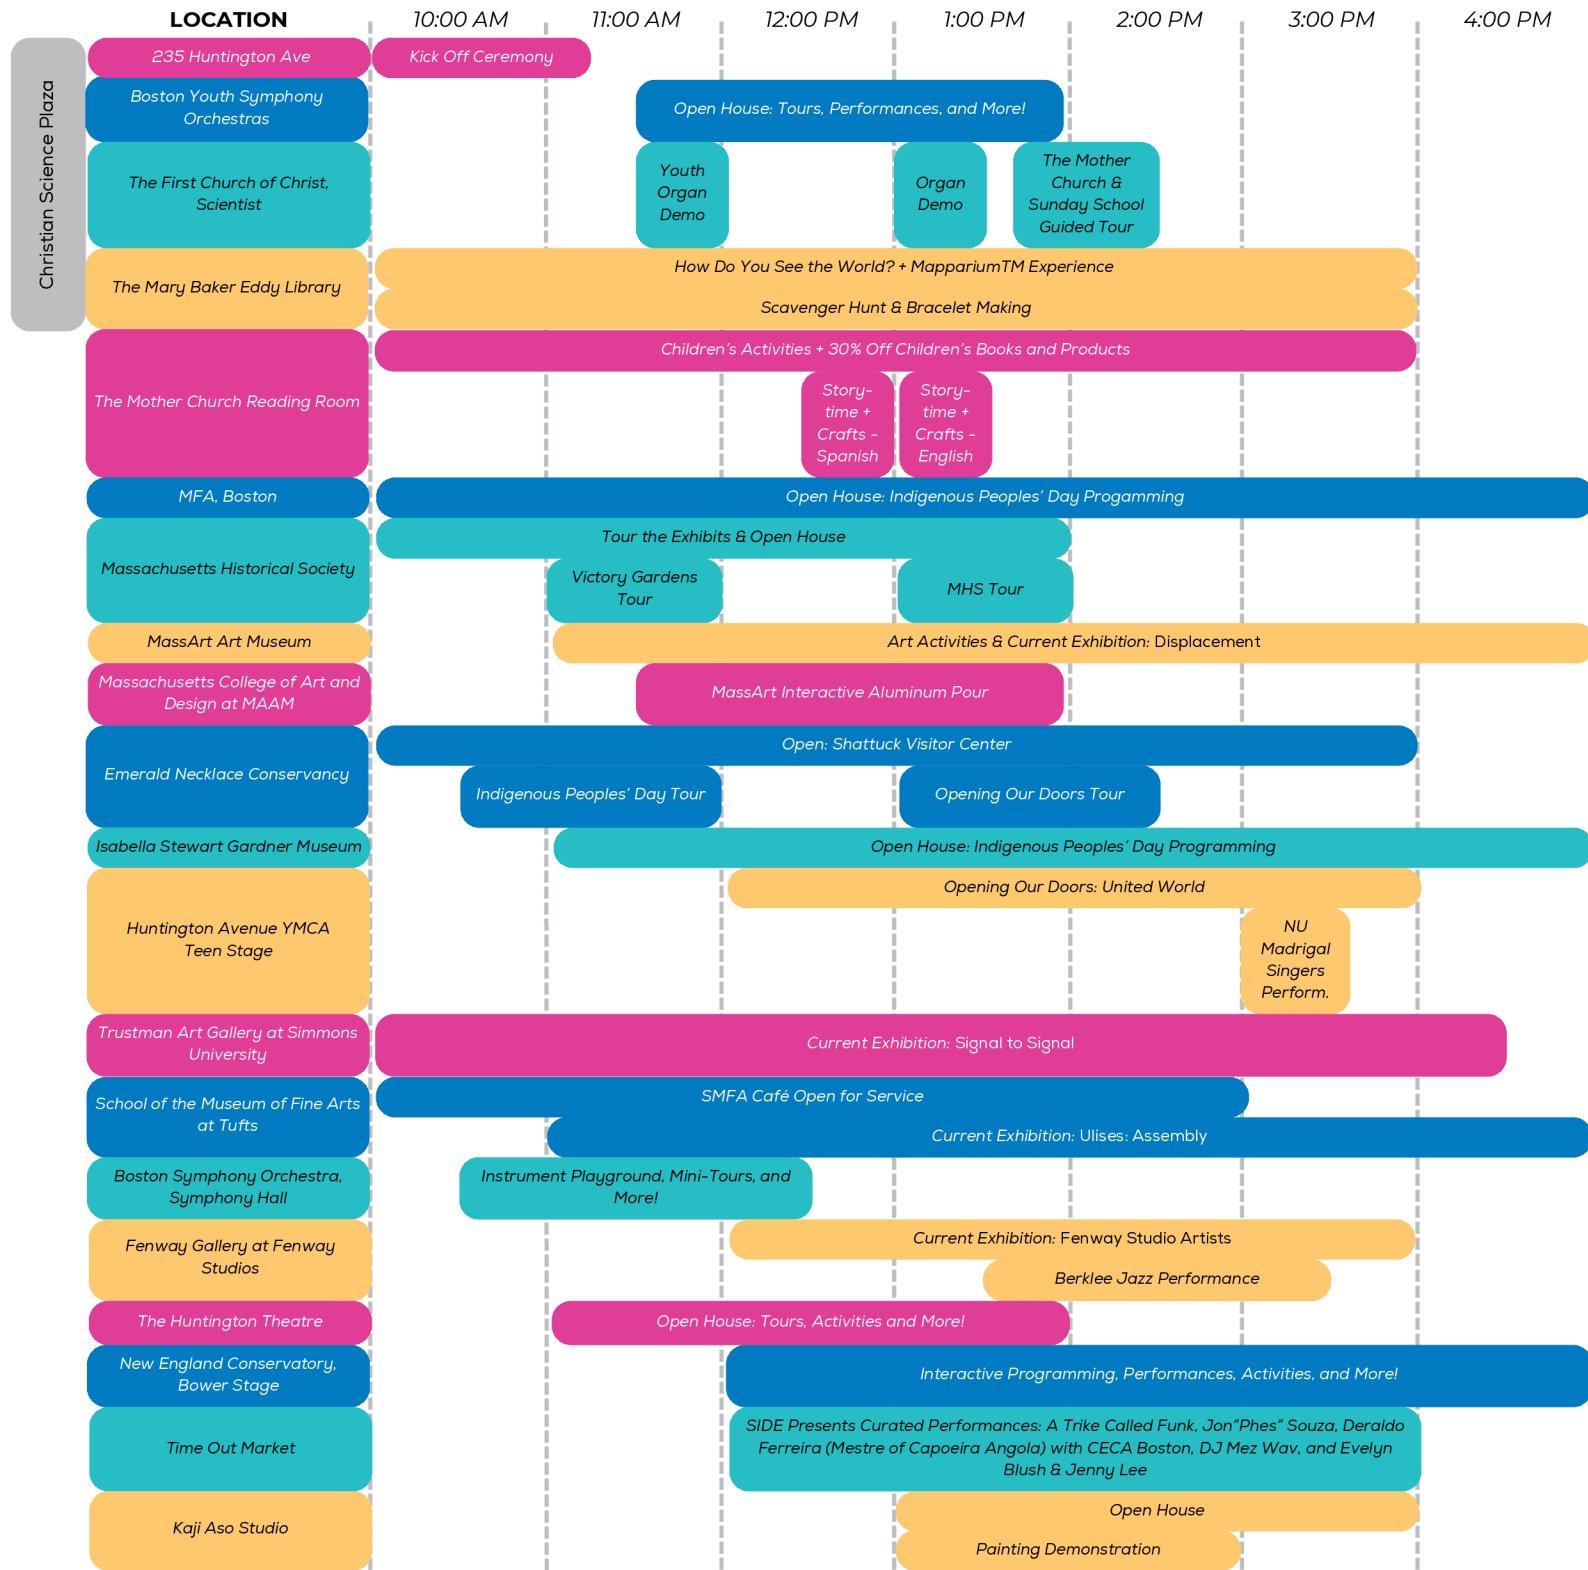 LOCATION 10:00 AM 11:00 AM 12:00 PM 1:00 PM 2:00 PM 3:00 PM 4:00 PM
Christian Science Plaza
235 Huntington Ave
Kick Off Ceremony
Boston Youth Symphony
Orchestras
Open House: Tours, Performances, and More!
The First Church of Christ,
Scientist
Youth
Organ
Demo
Organ
Demo
The Mother
Church &
Sunday School
Guided Tour
The Mary Baker Eddy Library
How Do You See the World? + MappariumTM Experience
Scavenger Hunt & Bracelet Making
The Mother Church Reading Room
Children's Activities + 30% Off Children's Books and Products
Story-
time +
Crafts -
Spanish
Story-
time +
Crafts -
English
MFA, Boston
Open House: Indigenous Peoples' Day Progamming
Massachusetts Historical Society
Tour the Exhibits & Open House
Victory Gardens
Tour
MHS Tour
MassArt Art Museum
Art Activities & Current Exhibition: Displacement
Massachusetts College of Art and
Design at MAAM
MassArt Interactive Aluminum Pour
Emerald Necklace Conservancy
Open: Shattuck Visitor Center
Indigenous Peoples' Day Tour
Opening Our Doors Tour
Isabella Stewart Gardner Museum
Open House: Indigenous Peoples' Day Programming
Huntington Avenue YMCA
Teen Stage
Opening Our Doors: United World
NU
Madrigal
Singers
Perform.
Trustman Art Gallery at Simmons
University
Current Exhibition: Signal to Signal
School of the Museum of Fine Arts
at Tufts
SMFA Café Open for Service
Current Exhibition: Ulises: Assembly
Boston Symphony Orchestra,
Symphony Hall
Instrument Playground, Mini-Tours, and
More!
Fenway Gallery at Fenway
Studios
Current Exhibition: Fenway Studio Artists
Berklee Jazz Performance
The Huntington Theatre
Open House: Tours, Activities and More!
New England Conservatory,
Bower Stage
Interactive Programming, Performances, Activities, and More!
Time Out Market
SIDE Presents Curated Performances: A Trike Called Funk, Jon"Phes" Souza, Deraldo
Ferreira (Mestre of Capoeira Angola) with CECA Boston, DJ Mez Wav, and Evelyn
Blush & Jenny Lee
Kaji Aso Studio
Open House
Painting Demonstration